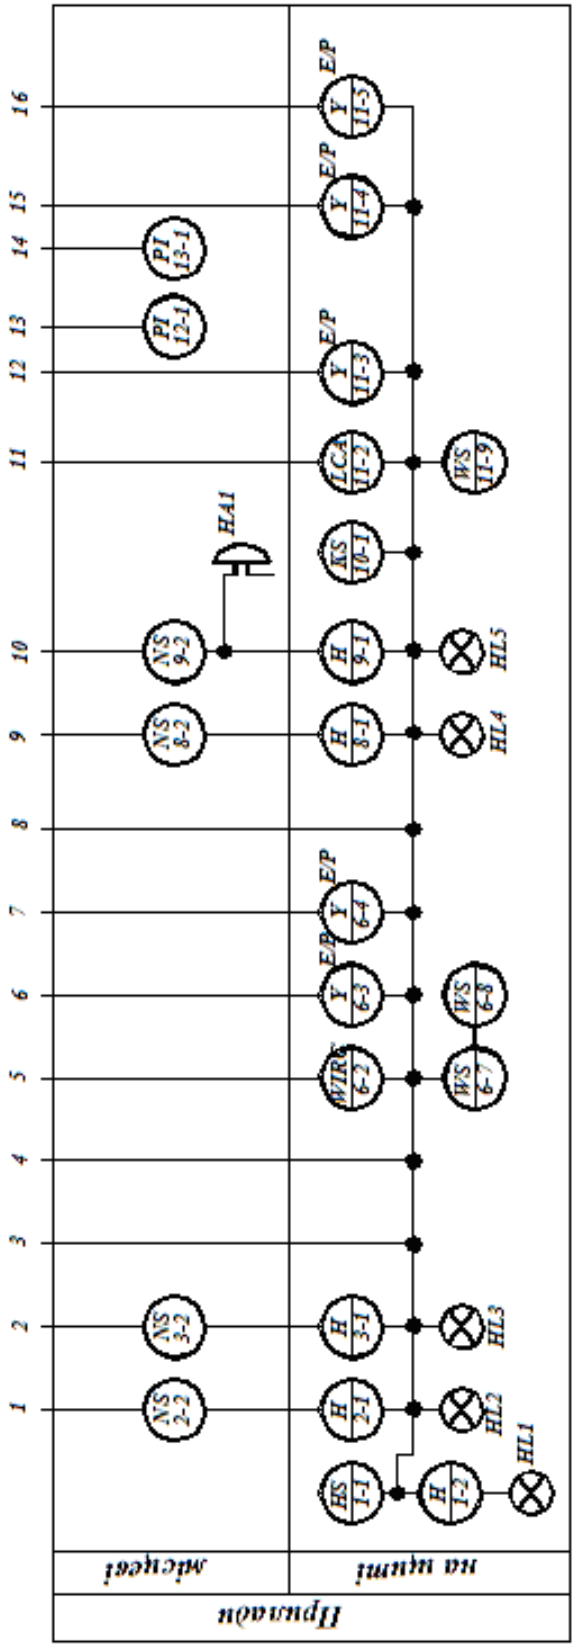 1 2 3 4 5 6 7 8 9 10 11 12 13 14 15 16
Прилади
місцеві
NS
2-2
NS
3-2
NS
8-2
NS
9-2
HA1
PI
12-1
PI
13-1
на щиті
HS
1-1
H
1-2
HL1
H
2-1
HL2
H
3-1
HL3
WIRC
6-2
WS
6-7
E/P
Y
6-3
WS
6-8
E/P
Y
6-4
H
8-1
HL4
H
9-1
HL5
KS
10-1
LCA
11-2
WS
11-9
E/P
Y
11-3
E/P
Y
11-4
E/P
Y
11-5